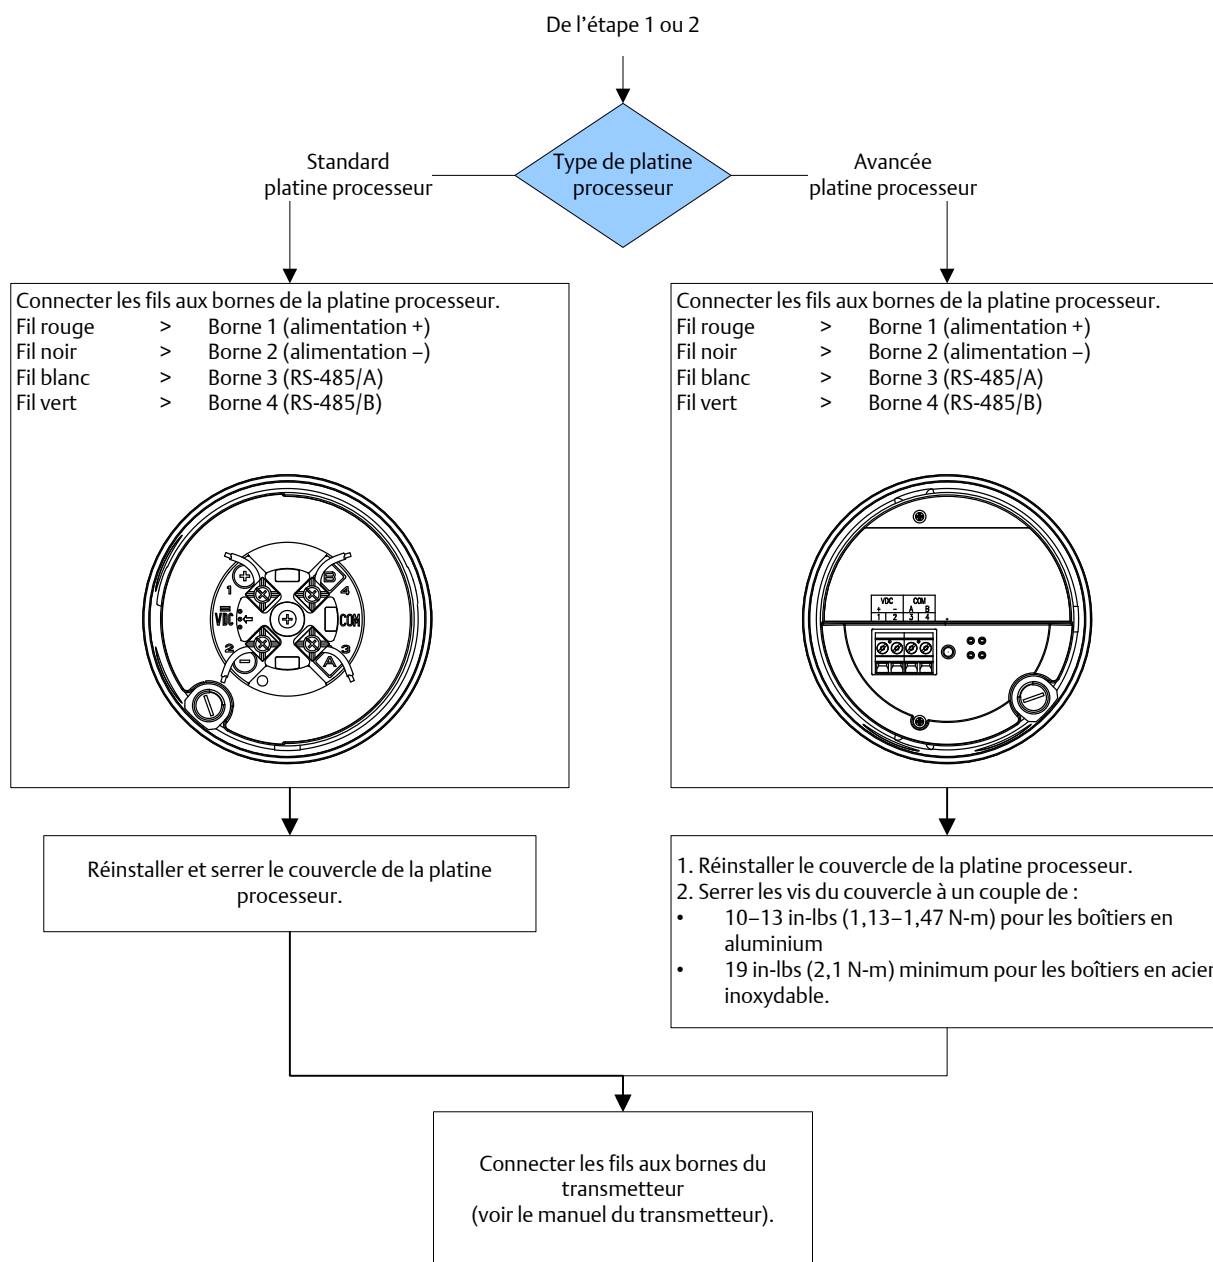 De l’étape 1 ou 2
Type de platine
processeur
Standard
platine processeur
Avancée
platine processeur
Connecter les fils aux bornes de la platine processeur.
Fil rouge > Borne 1 (alimentation +)
Fil noir > Borne 2 (alimentation –)
Fil blanc > Borne 3 (RS-485/A)
Fil vert > Borne 4 (RS-485/B)
+ B
1 4
VDC + COM
2 3
- A
Réinstaller et serrer le couvercle de la platine
processeur.
Connecter les fils aux bornes de la platine processeur.
Fil rouge > Borne 1 (alimentation +)
Fil noir > Borne 2 (alimentation –)
Fil blanc > Borne 3 (RS-485/A)
Fil vert > Borne 4 (RS-485/B)
VDC COM
+ - A B
1 2 3 4
1. Réinstaller le couvercle de la platine processeur.
2. Serrer les vis du couvercle à un couple de :
• 10–13 in-lbs (1,13–1,47 N-m) pour les boîtiers en
aluminium
• 19 in-lbs (2,1 N-m) minimum pour les boîtiers en acier
inoxydable.
Connecter les fils aux bornes du
transmetteur
(voir le manuel du transmetteur).